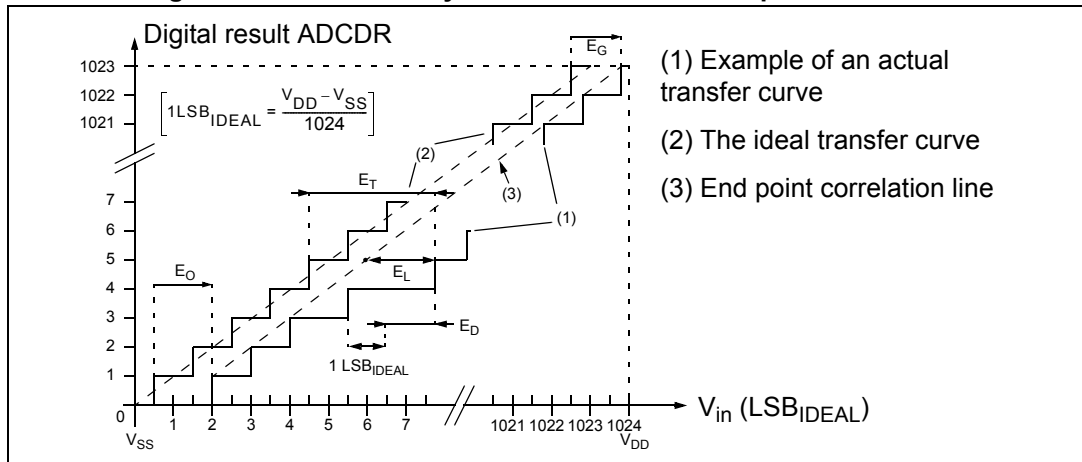 Digital result ADCDR
E_G
1023
1022
1021
[1LSB_IDEAL = (V_DD – V_SS) / 1024]
(2)
E_T
(3)
7
6
5
4
3
2
1
0
(1)
E_O
E_L
E_D
1 LSB_IDEAL
1 2 3 4 5 6 7 1021 1022 1023 1024
V_SS V_DD
V_in (LSB_IDEAL)
(1) Example of an actual
transfer curve
(2) The ideal transfer curve
(3) End point correlation line